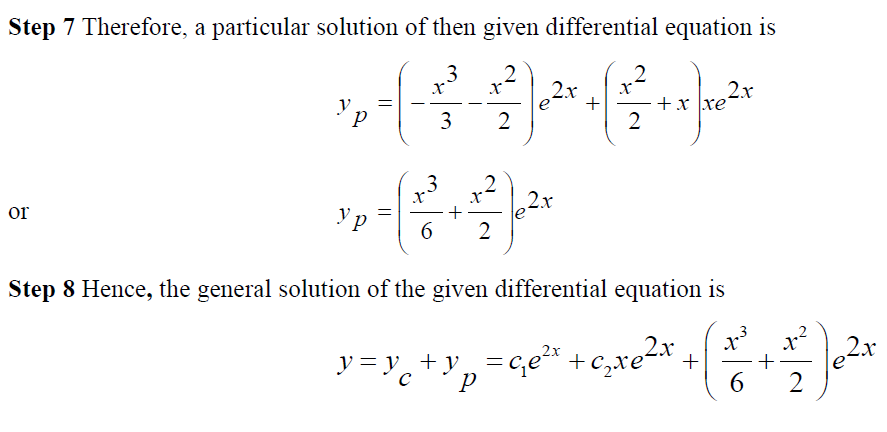 Step 7 Therefore, a particular solution of then given differential equation is
y_p = (-x^3/3 - x^2/2)e^{2x} + (x^2/2 + x)xe^{2x}
or y_p = (x^3/6 + x^2/2)e^{2x}
Step 8 Hence, the general solution of the given differential equation is
y = y_c + y_p = c_1e^{2x} + c_2xe^{2x} + (x^3/6 + x^2/2)e^{2x}